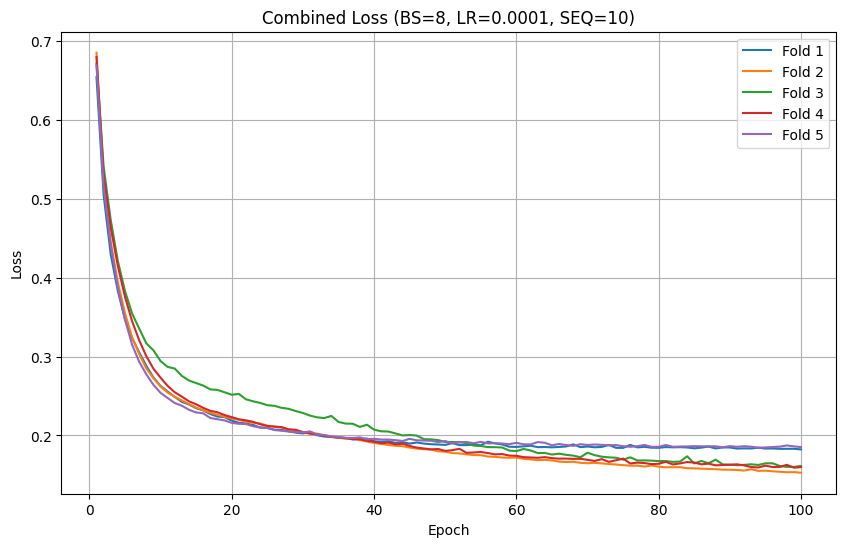 Combined Loss (BS=8, LR=0.0001, SEQ=10)
0.7
0.6
0.5
0.4
0.3
0.2
Loss
Fold 1
Fold 2
Fold 3
Fold 4
Fold 5
0 20 40 60 80 100
Epoch